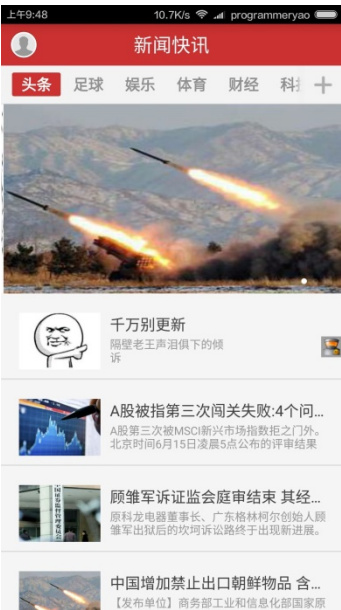 上午9:48 10.7K/s programmeryao
新闻快讯
头条 足球 娱乐 体育 财经 科
千万别更新
隔壁老王声泪俱下的倾
诉
A股被指第三次闯关失败:4个问...
A股第三次被MSCI新兴市场指数拒之门外。
北京时间6月15日凌晨5点公布的评审结果
顾雏军诉证监会庭审结束 其经...
原科龙电器董事长、广东格林柯尔创始人顾
雏军出狱后的坎坷诉讼路终于出现新进展。
中国增加禁止出口朝鲜物品 含...
【发布单位】商务部工业和信息化部国家原